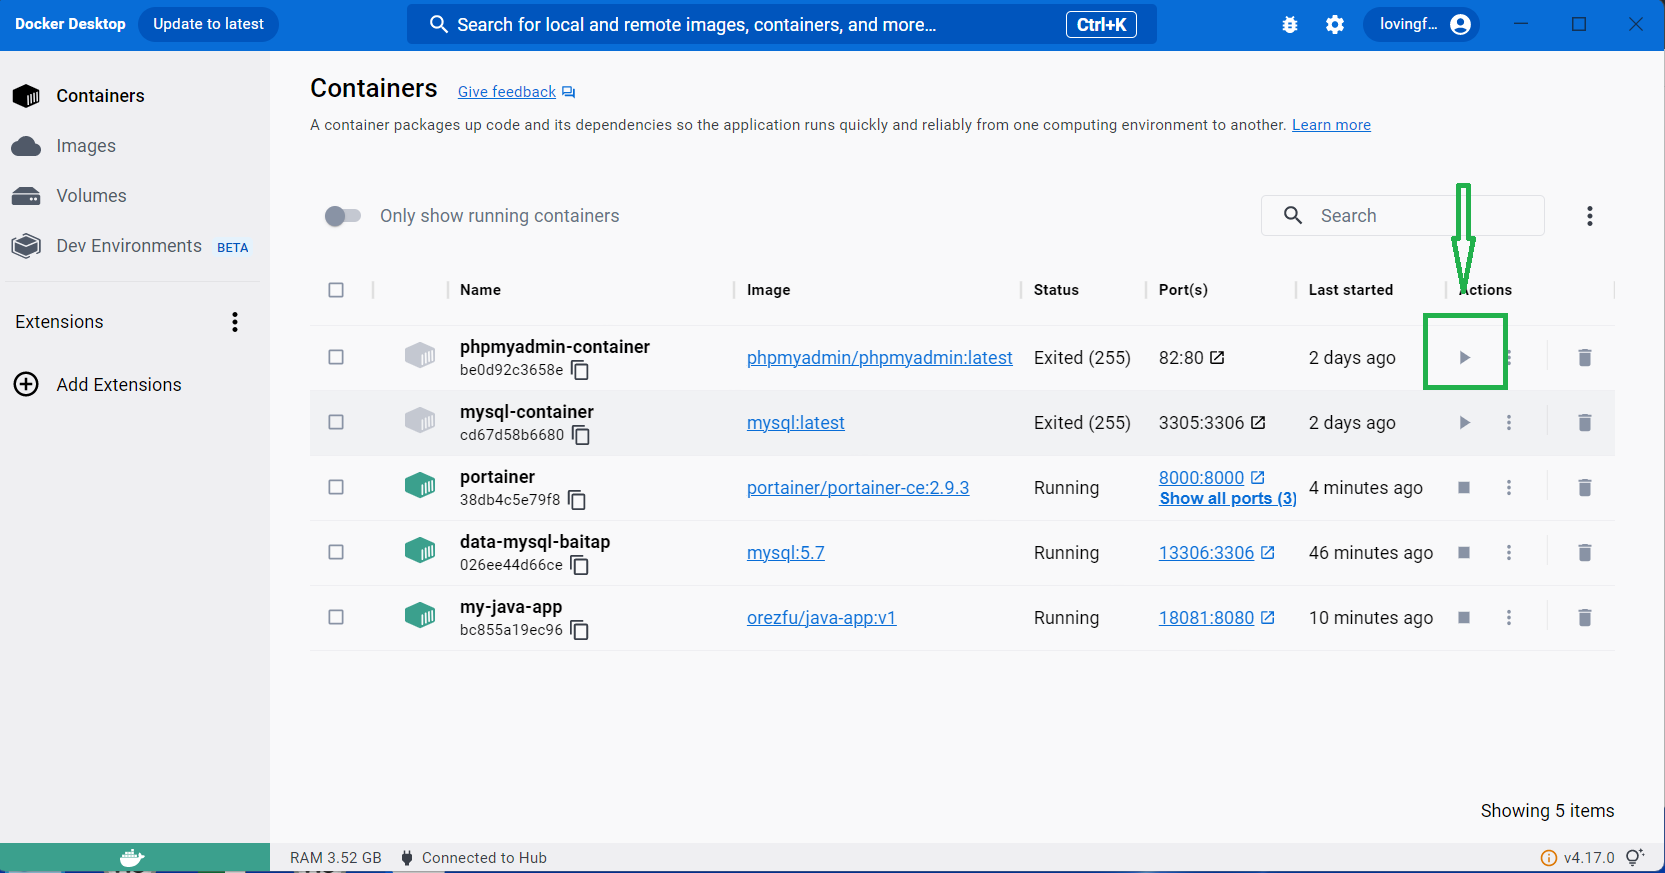 Docker Desktop Update to latest Search for local and remote images, containers, and more... Ctrl+K lovingf...
Containers
Images
Volumes
Dev Environments BETA
Extensions
Add Extensions
Containers Give feedback
A container packages up code and its dependencies so the application runs quickly and reliably from one computing environment to another. Learn more
Only show running containers Search
Name Image Status Port(s) Last started Actions
phpmyadmin-container
be0d92c3658e phpmyadmin/phpmyadmin:latest Exited (255) 82:80 2 days ago
mysql-container
cd67d58b6680 mysql:latest Exited (255) 3305:3306 2 days ago
portainer
38db4c5e79f8 portainer/portainer-ce:2.9.3 Running 8000:8000 4 minutes ago
Show all ports (3)
data-mysql-baitap
026ee44d66ce mysql:5.7 Running 13306:3306 46 minutes ago
my-java-app
bc855a19ec96 orezfu/java-app:v1 Running 18081:8080 10 minutes ago
Showing 5 items
RAM 3.52 GB Connected to Hub v4.17.0